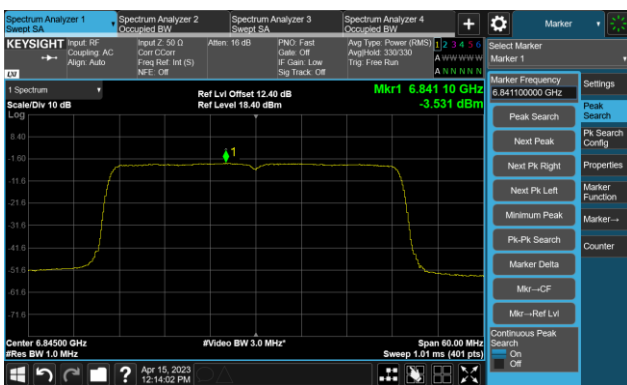 Spectrum Analyzer 1
Swept SA
Spectrum Analyzer 2
Occupied BW
Spectrum Analyzer 3
Swept SA
Spectrum Analyzer 4
Occupied BW
Marker
KEYSIGHT
Input: RF
Coupling: AC
Align: Auto
Input Z: 50 Ω
Corr CCorr
Freq Ref: Int (S)
NFE: Off
Atten: 16 dB
PNO: Fast
Gate: Off
IF Gain: Low
Sig Track: Off
Avg Type: Power (RMS)
Avg|Hold: 330/330
Trig: Free Run
1 2 3 4 5 6
A W W W W W
A N N N N N
LXI
Select Marker
Marker 1
1 Spectrum
Scale/Div 10 dB
Log
Ref Lvl Offset 12.40 dB
Ref Level 18.40 dBm
Mkr1 6.841 10 GHz
-3.531 dBm
8.40
-1.60
-11.6
-21.6
-31.6
-41.6
-51.6
-61.6
-71.6
1
Center 6.84500 GHz
#Res BW 1.0 MHz
#Video BW 3.0 MHz*
Span 60.00 MHz
Sweep 1.01 ms (401 pts)
Marker Frequency
6.841100000 GHz
Peak Search
Next Peak
Next Pk Right
Next Pk Left
Minimum Peak
Pk-Pk Search
Marker Delta
Mkr→CF
Mkr→Ref Lvl
Continuous Peak
Search
On
Off
Settings
Peak
Search
Pk Search
Config
Properties
Marker
Function
Marker→
Counter
Apr 15, 2023
12:14:02 PM